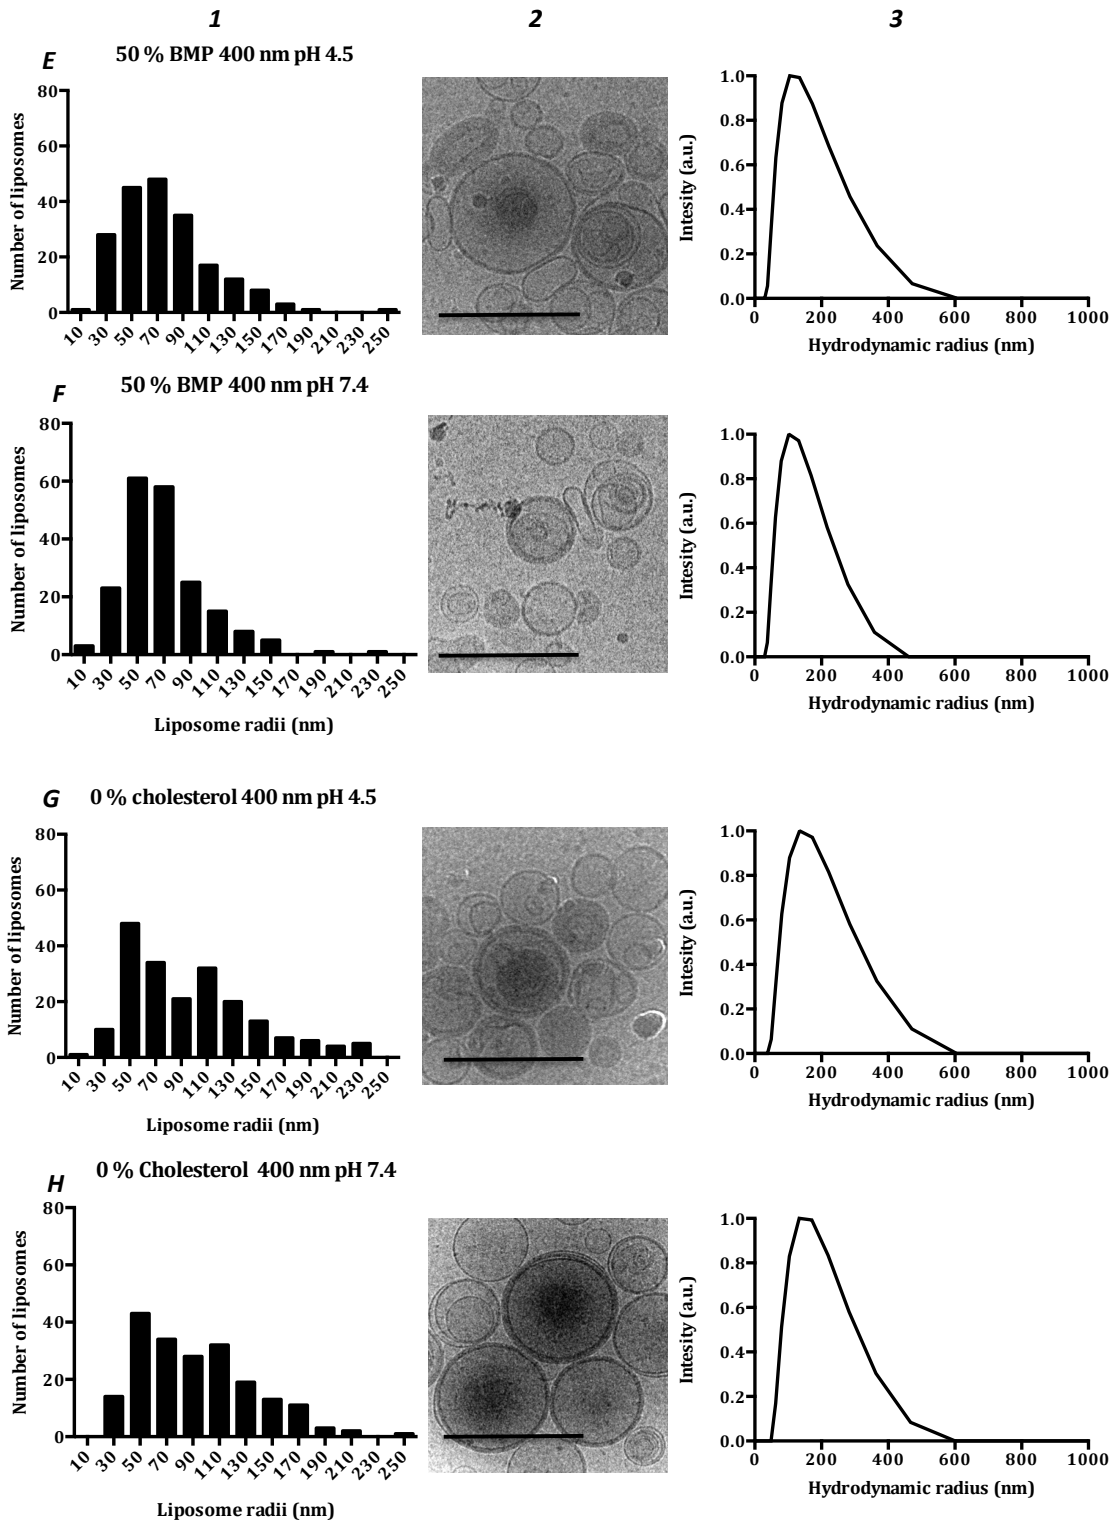 1 2 3
E 50 % BMP 400 nm pH 4.5
Number of liposomes
80
60
40
20
0
10 30 50 70 90 110 130 150 170 190 210 230 250
Intesity (a.u.)
1.0
0.8
0.6
0.4
0.2
0.0
0 200 400 600 800 1000
Hydrodynamic radius (nm)
F 50 % BMP 400 nm pH 7.4
Number of liposomes
80
60
40
20
0
10 30 50 70 90 110 130 150 170 190 210 230 250
Liposome radii (nm)
Intesity (a.u.)
1.0
0.8
0.6
0.4
0.2
0.0
0 200 400 600 800 1000
Hydrodynamic radius (nm)
G 0 % cholesterol 400 nm pH 4.5
Number of liposomes
80
60
40
20
0
10 30 50 70 90 110 130 150 170 190 210 230 250
Liposome radii (nm)
Intesity (a.u.)
1.0
0.8
0.6
0.4
0.2
0.0
0 200 400 600 800 1000
Hydrodynamic radius (nm)
H 0 % Cholesterol 400 nm pH 7.4
Number of liposomes
80
60
40
20
0
10 30 50 70 90 110 130 150 170 190 210 230 250
Liposome radii (nm)
Intesity (a.u.)
1.0
0.8
0.6
0.4
0.2
0.0
0 200 400 600 800 1000
Hydrodynamic radius (nm)